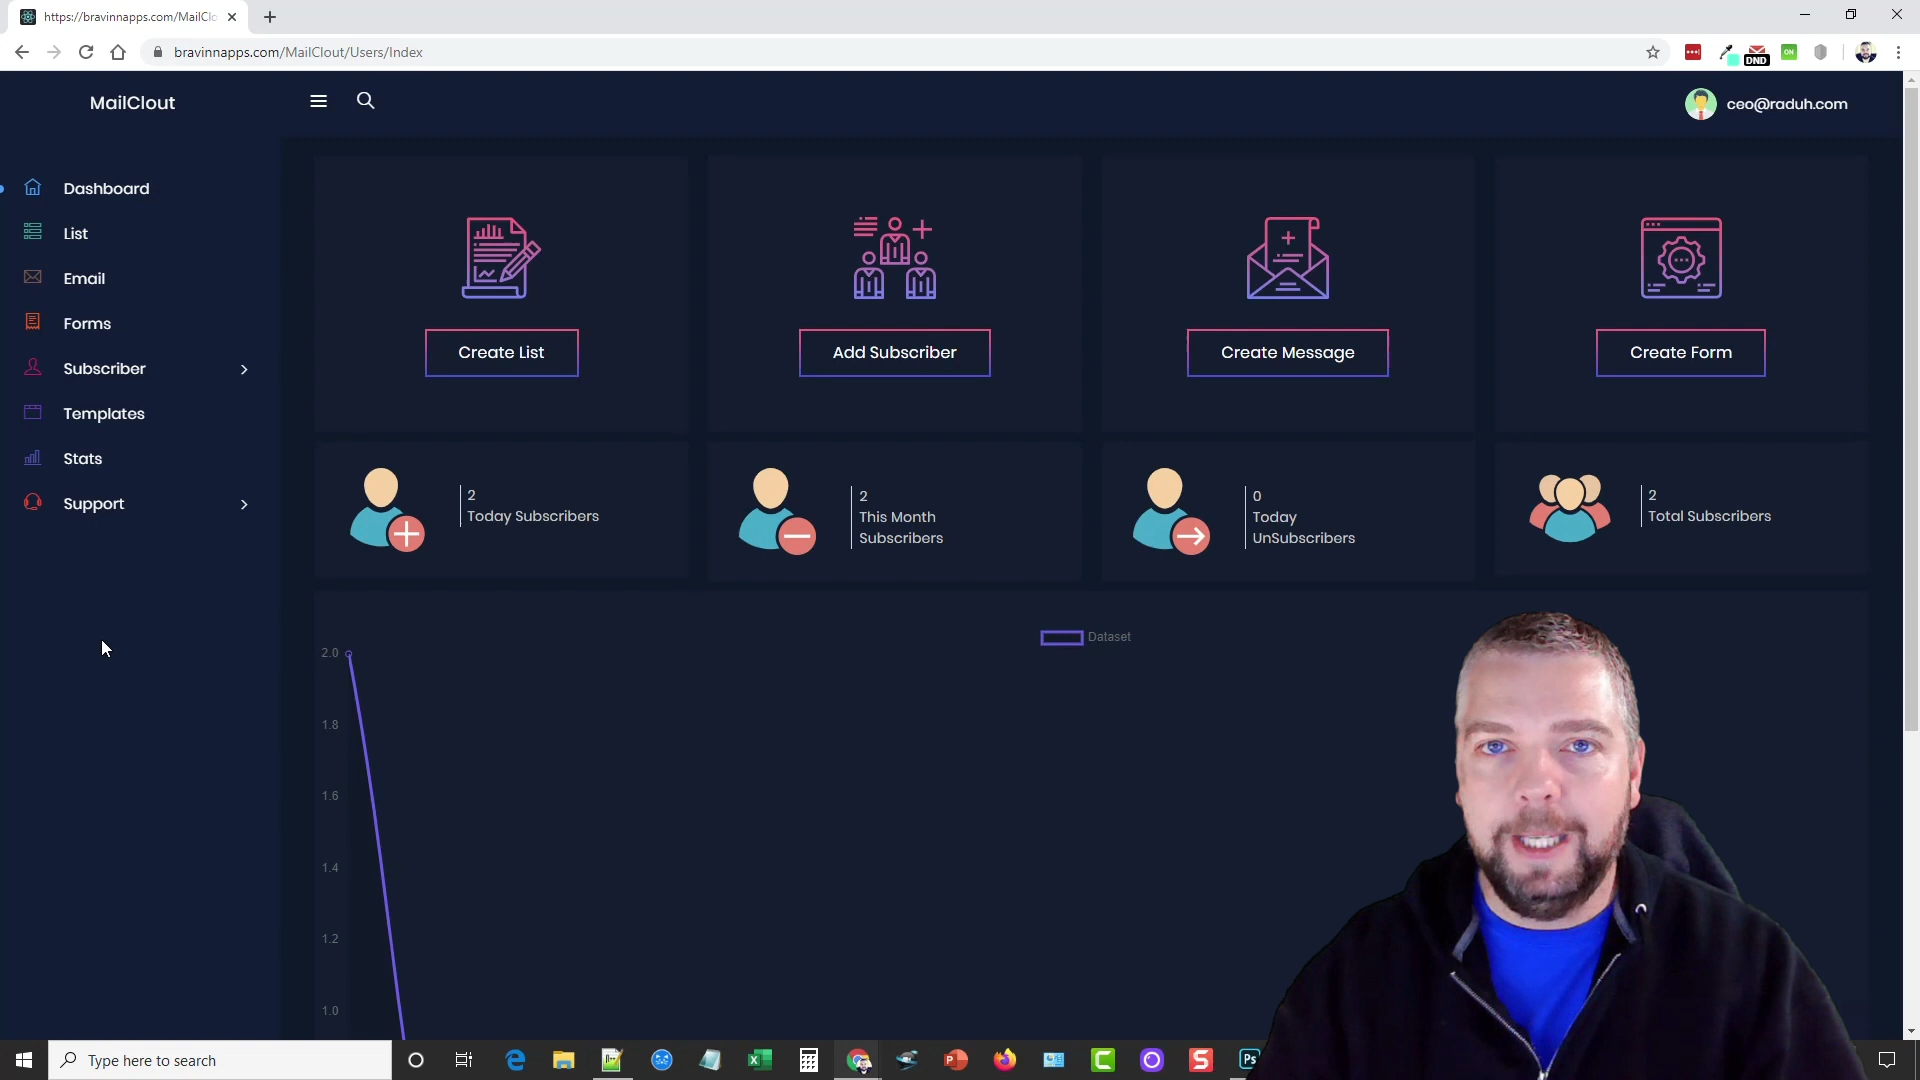 https://bravinnapps.com/MailClo
bravinnapps.com/MailClout/Users/Index
DND
ON
MailClout
ceo@raduh.com
Dashboard
List
Email
Forms
Subscriber
Templates
Stats
Support
Create List
Add Subscriber
Create Message
Create Form
2
Today Subscribers
2
This Month
Subscribers
0
Today
UnSubscribers
2
Total Subscribers
Dataset
2.0
1.8
1.6
1.4
1.2
1.0
Type here to search
Ps